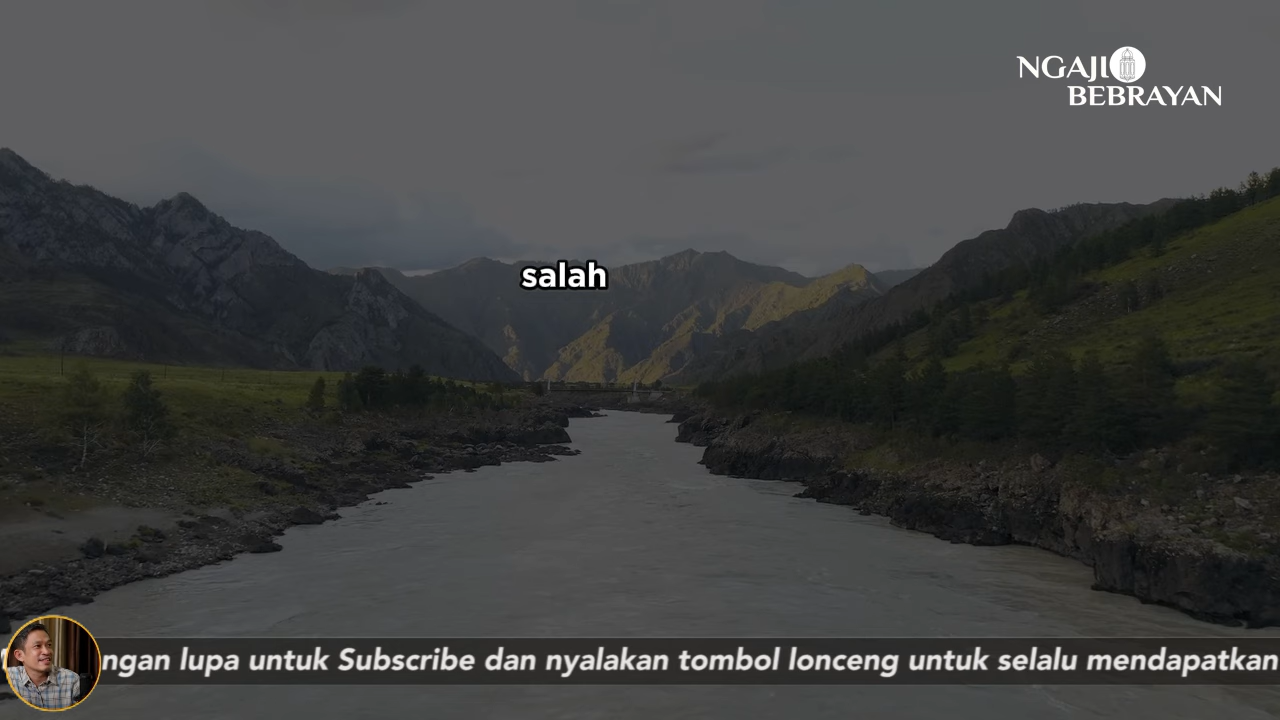 NGAJI
BEBRAYAN
salah
ngan lupa untuk Subscribe dan nyalakan tombol lonceng untuk selalu mendapatkan